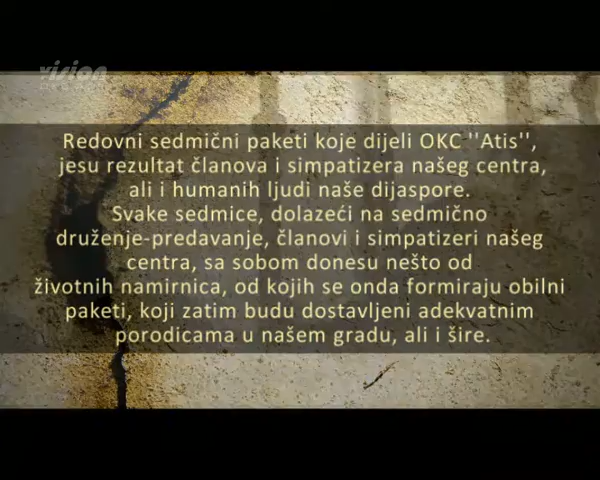 vision
Redovni sedmični paketi koje dijeli OKC ''Atis'',
jesu rezultat članova i simpatizera našeg centra,
ali i humanih ljudi naše dijaspore.
Svake sedmice, dolazeći na sedmično
druženje-predavanje, članovi i simpatizeri našeg
centra, sa sobom donesu nešto od
životnih namirnica, od kojih se onda formiraju obilni
paketi, koji zatim budu dostavljeni adekvatnim
porodicama u našem gradu, ali i šire.